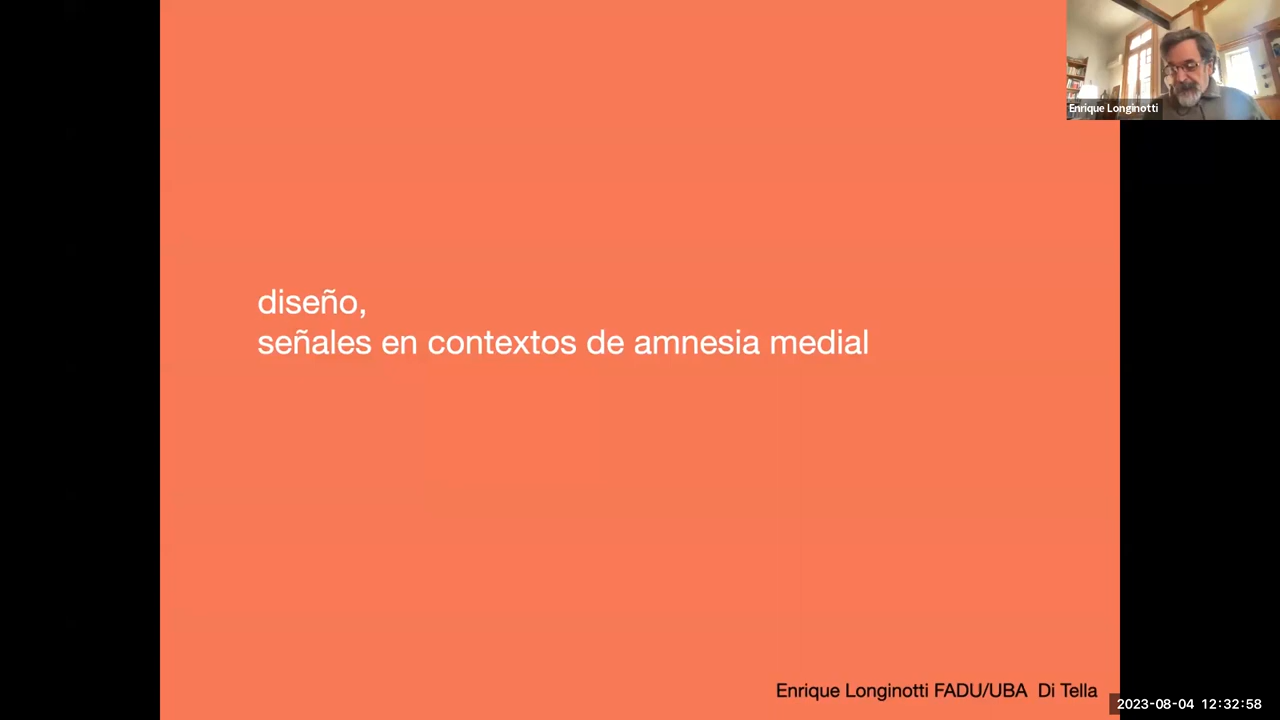 Enrique Longinotti
diseño,
señales en contextos de amnesia medial
Enrique Longinotti FADU/UBA  Di Tella
2023-08-04 12:32:58